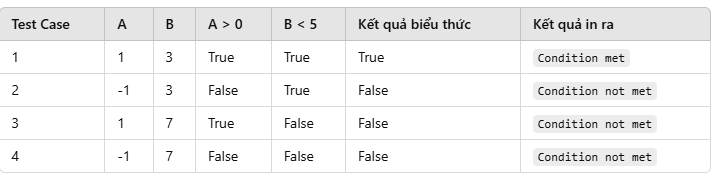 Test Case A B A > 0 B < 5 Kết quả biểu thức Kết quả in ra
1 1 3 True True True Condition met
2 -1 3 False True False Condition not met
3 1 7 True False False Condition not met
4 -1 7 False False False Condition not met